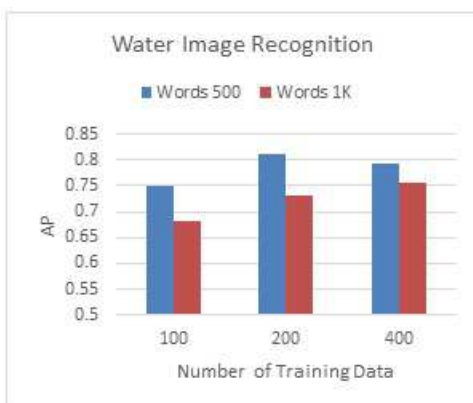 Water Image Recognition
Words 500 Words 1K
0.85
0.8
0.75
0.7
0.65
0.6
0.55
0.5
AP
100 200 400
Number of Training Data